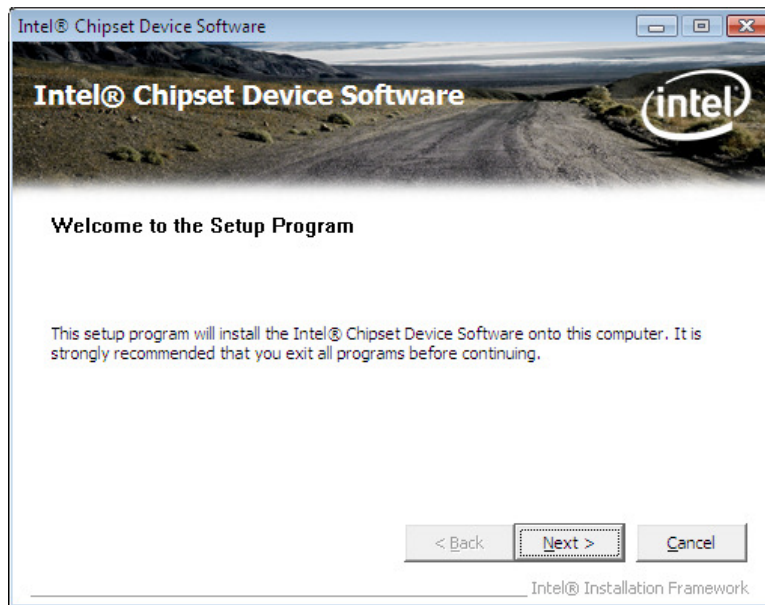 Intel® Chipset Device Software
Intel® Chipset Device Software
intel
Welcome to the Setup Program
This setup program will install the Intel® Chipset Device Software onto this computer. It is
strongly recommended that you exit all programs before continuing.
< Back
Next >
Cancel
Intel® Installation Framework